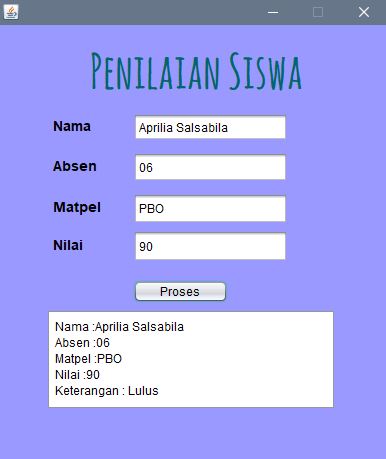 Penilaian Siswa
Nama Aprilia Salsabila
Absen 06
Matpel PBO
Nilai 90
Proses
Nama :Aprilia Salsabila
Absen :06
Matpel :PBO
Nilai :90
Keterangan : Lulus